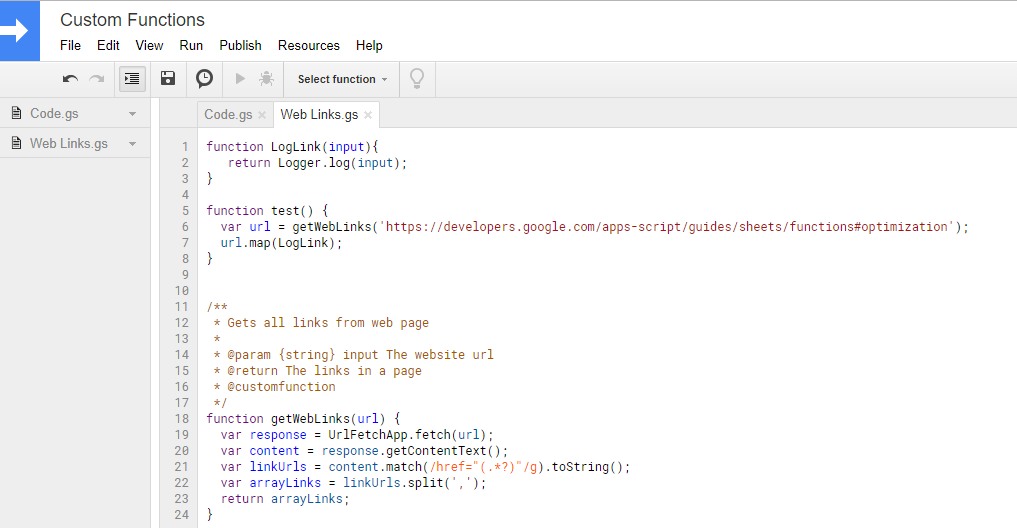 Custom Functions
File Edit View Run Publish Resources Help
Select function
Code.gs
Web Links.gs
Code.gs Web Links.gs
1 function LogLink(input){
2    return Logger.log(input);
3 }
4
5 function test() {
6   var url = getWebLinks('https://developers.google.com/apps-script/guides/sheets/functions#optimization');
7   url.map(LogLink);
8 }
9
10
11 /**
12  * Gets all links from web page
13  *
14  * @param {string} input The website url
15  * @return The links in a page
16  * @customfunction
17  */
18 function getWebLinks(url) {
19   var response = UrlFetchApp.fetch(url);
20   var content = response.getContentText();
21   var linkUrls = content.match(/href="(.*?)"/g).toString();
22   var arrayLinks = linkUrls.split(',');
23   return arrayLinks;
24 }